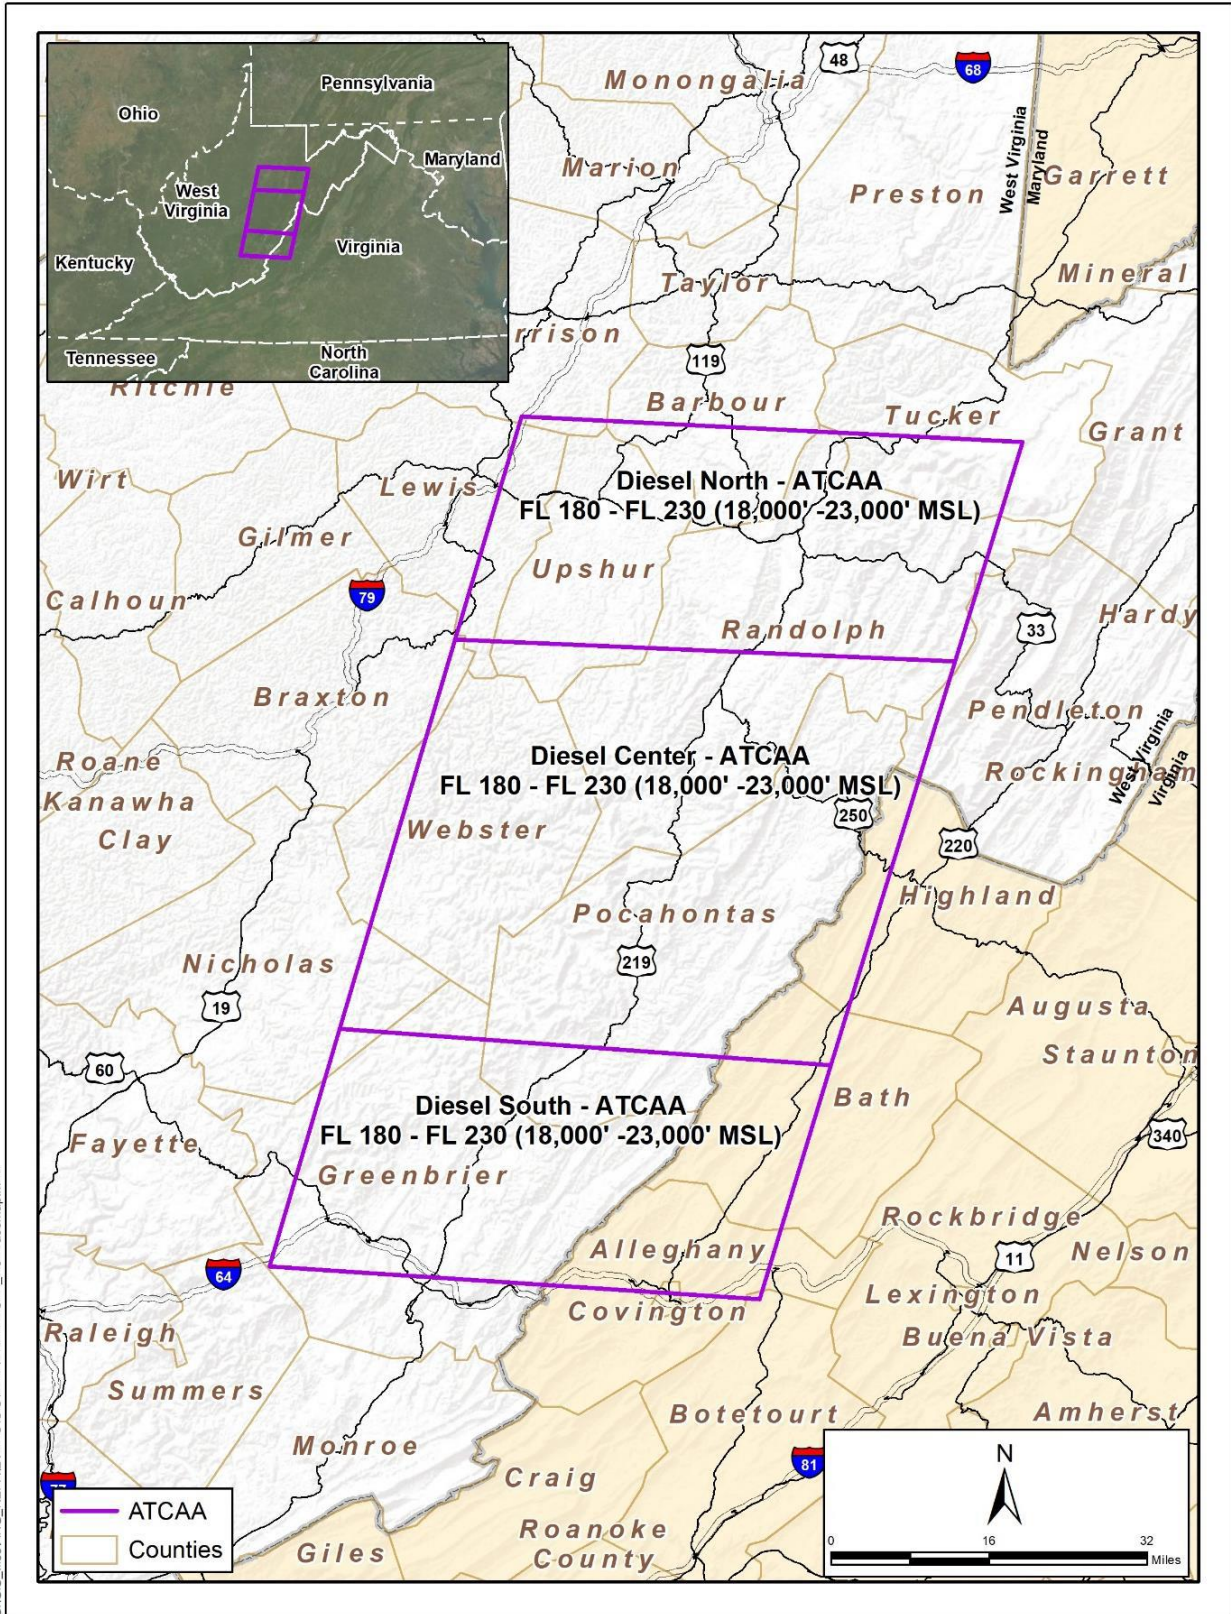 Pennsylvania
Ohio
Maryland
West
Virginia
Virginia
Kentucky
Tennessee
North
Carolina
48
68
Monongalia
Marion
Preston
West Virginia
Maryland
Garrett
Mineral
Taylor
rrison
119
Ritchie
Barbour
Tucker
Grant
Wirt
Lewis
Diesel North - ATCAA
FL 180 - FL 230 (18,000' -23,000' MSL)
Gilmer
Upshur
79
Calhoun
Hardy
33
Randolph
Braxton
Pendleton
West Virginia
Virginia
Roane
Diesel Center - ATCAA
FL 180 - FL 230 (18,000' -23,000' MSL)
Rockingham
Kanawha
250
Clay
Webster
220
Highland
Pocahontas
219
Nicholas
19
Augusta
Staunton
60
Bath
Diesel South - ATCAA
FL 180 - FL 230 (18,000' -23,000' MSL)
340
Fayette
Greenbrier
Rockbridge
Alleghany
11
Nelson
64
Covington
Lexington
Raleigh
Buena Vista
Summers
Botetourt
Amherst
Monroe
81
Craig
77
Roanoke
County
Giles
ATCAA
Counties
N
0 16 32
Miles